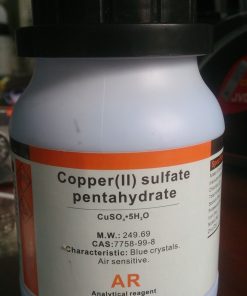 Copper(II) sulfate
pentahydrate
CuSO₄•5H₂O
M.W.: 249.69
CAS:7758-99-8
Characteristic: Blue crystals.
Air sensitive.
AR
Analytical reagent